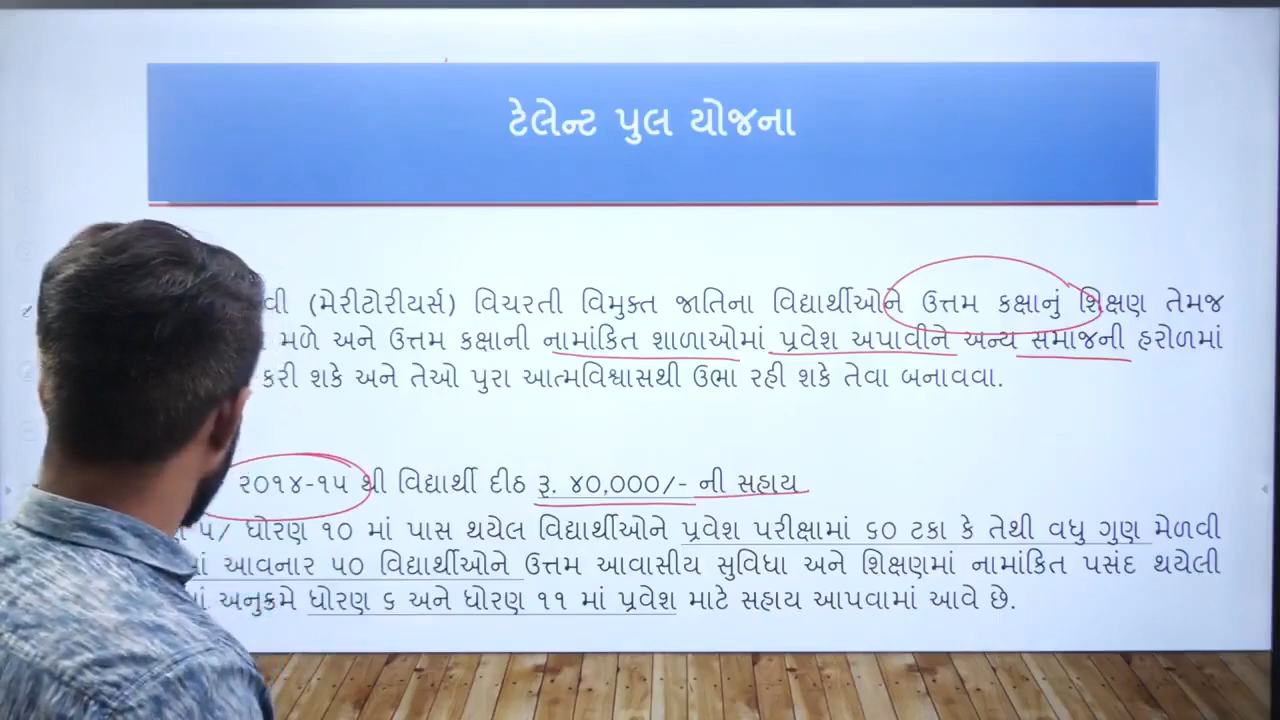 ટેલેન્ટ પુલ યોજના
(મેરીટોરીયર્સ) વિચરતી વિમુક્ત જાતિના વિદ્યાર્થીઓને ઉત્તમ કક્ષાનું શિક્ષણ તેમજ
મળે અને ઉત્તમ કક્ષાની નામાંકિત શાળાઓમાં પ્રવેશ અપાવીને અન્ય સમાજની હરોળમાં
કરી શકે અને તેઓ પુરા આત્મવિશ્વાસથી ઉભા રહી શકે તેવા બનાવવા.
૨૦૧૪-૧૫ થી વિદ્યાર્થી દીઠ રૂ. ૪૦,૦૦૦/- ની સહાય
૫/ ધોરણ ૧૦ માં પાસ થયેલ વિદ્યાર્થીઓને પ્રવેશ પરીક્ષામાં ૬૦ ટકા કે તેથી વધુ ગુણ મેળવી
આવનાર ૫૦ વિદ્યાર્થીઓને ઉત્તમ આવાસીય સુવિધા અને શિક્ષણમાં નામાંકિત પસંદ થયેલી
અનુક્રમે ધોરણ ૬ અને ધોરણ ૧૧ માં પ્રવેશ માટે સહાય આપવામાં આવે છે.